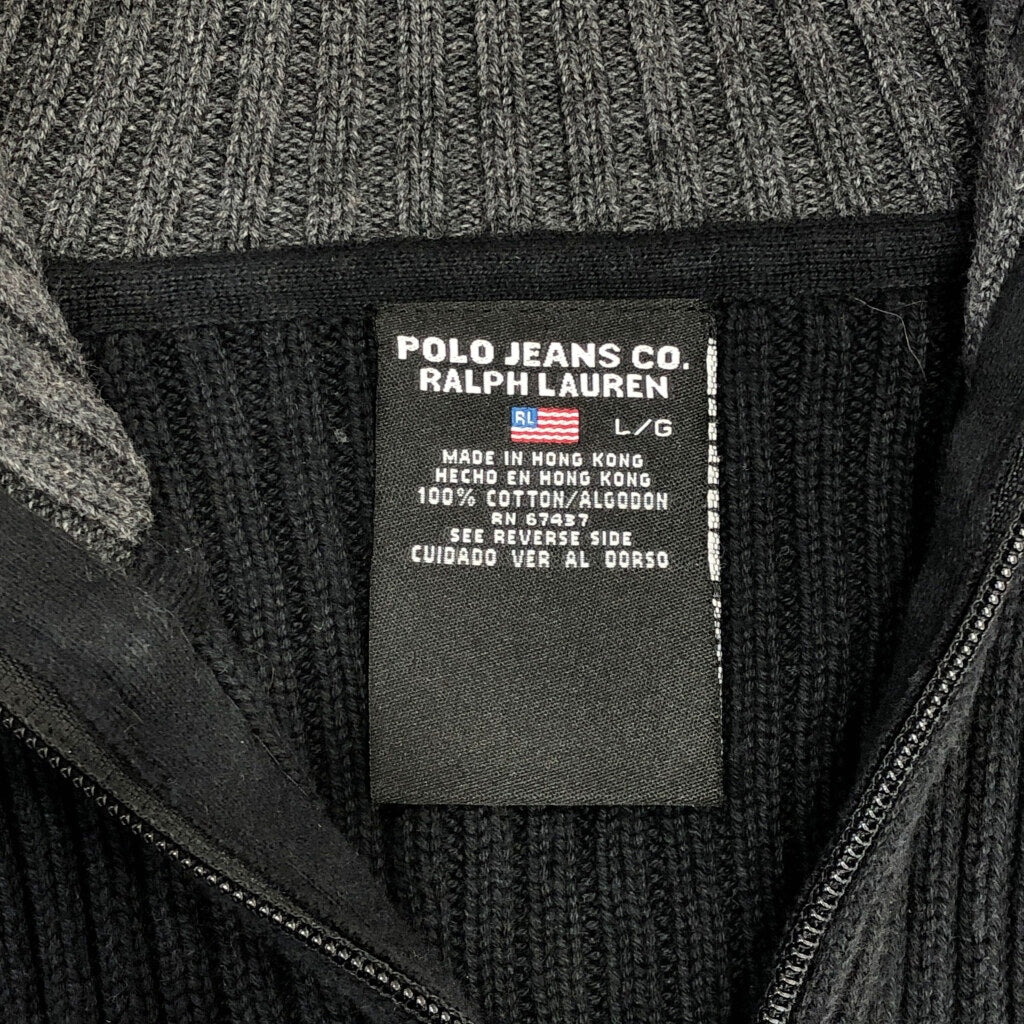 POLO JEANS CO.
RALPH LAUREN
RL L/G
MADE IN HONG KONG
HECHO EN HONG KONG
100% COTTON/ALGODON
RN 67437
SEE REVERSE SIDE
CUIDADO VER AL DORSO